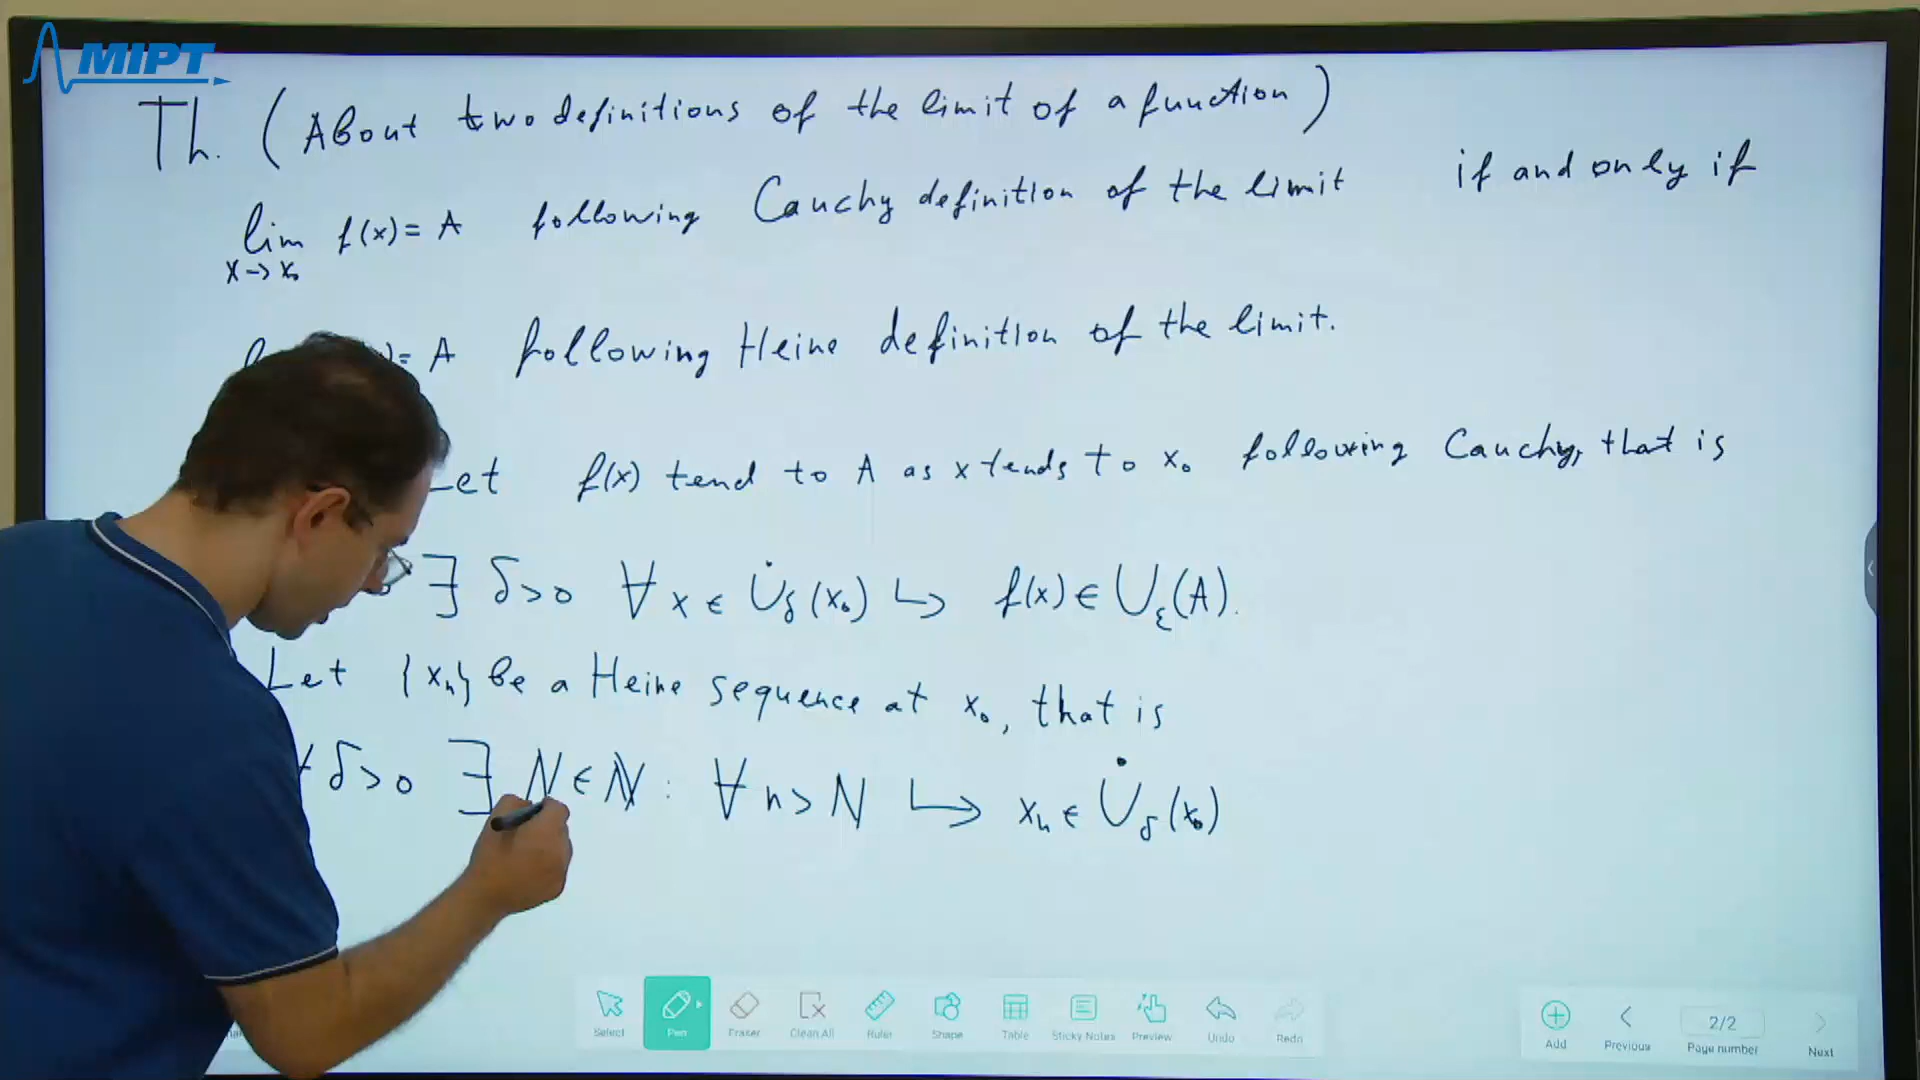 MIPT
Th. (About two definitions of the limit of a function)
lim f(x) = A following Cauchy definition of the limit if and only if
x→x₀
= A following Heine definition of the limit.
Let f(x) tend to A as x tends to x₀ following Cauchy, that is
∃ δ>0 ∀ x ∈ U̇δ(x₀) ↪ f(x) ∈ Uε(A).
Let {xn} be a Heine sequence at x₀, that is
∀ δ>0 ∃ N ∈ ℕ : ∀ n > N ↪ xn ∈ U̇δ(x₀)
Select Pen Eraser Clean All Ruler Shape Table Sticky Notes Preview Undo Redo
Add Previous 2/2 Page number Next